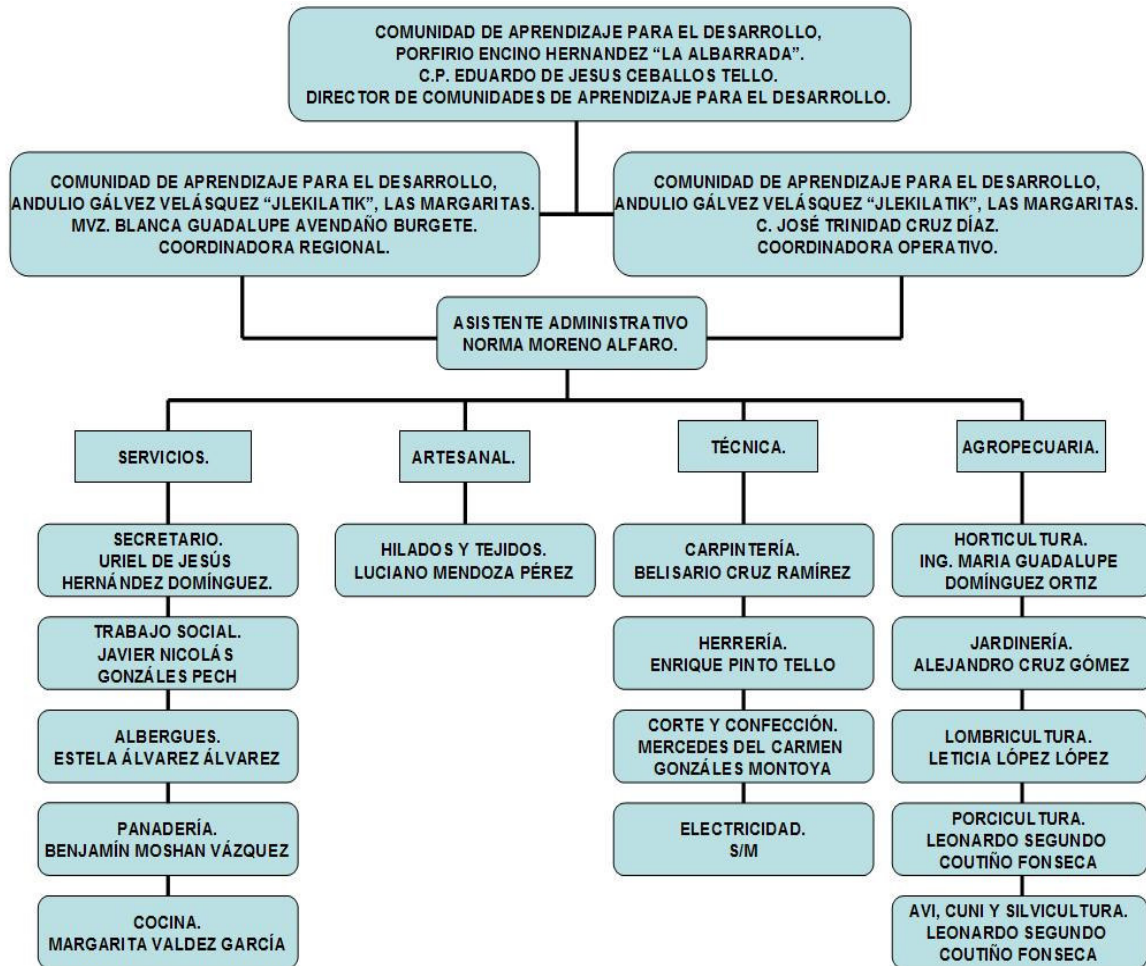 COMUNIDAD DE APRENDIZAJE PARA EL DESARROLLO,
PORFIRIO ENCINO HERNANDEZ “LA ALBARRADA”.
C.P. EDUARDO DE JESUS CEBALLOS TELLO.
DIRECTOR DE COMUNIDADES DE APRENDIZAJE PARA EL DESARROLLO.
COMUNIDAD DE APRENDIZAJE PARA EL DESARROLLO,
ANDULIO GÁLVEZ VELÁSQUEZ “JLEKILATIK”, LAS MARGARITAS.
MVZ. BLANCA GUADALUPE AVENDAÑO BURGETE.
COORDINADORA REGIONAL.
COMUNIDAD DE APRENDIZAJE PARA EL DESARROLLO,
ANDULIO GÁLVEZ VELÁSQUEZ “JLEKILATIK”, LAS MARGARITAS.
C. JOSÉ TRINIDAD CRUZ DÍAZ.
COORDINADORA OPERATIVO.
ASISTENTE ADMINISTRATIVO
NORMA MORENO ALFARO.
SERVICIOS.
SECRETARIO.
URIEL DE JESÚS
HERNÁNDEZ DOMÍNGUEZ.
TRABAJO SOCIAL.
JAVIER NICOLÁS
GONZÁLES PECH
ALBERGUES.
ESTELA ÁLVAREZ ÁLVAREZ
PANADERÍA.
BENJAMÍN MOSHAN VÁZQUEZ
COCINA.
MARGARITA VALDEZ GARCÍA
ARTESANAL.
HILADOS Y TEJIDOS.
LUCIANO MENDOZA PÉREZ
TÉCNICA.
CARPINTERÍA.
BELISARIO CRUZ RAMÍREZ
HERRERÍA.
ENRIQUE PINTO TELLO
CORTE Y CONFECCIÓN.
MERCEDES DEL CARMEN
GONZÁLES MONTOYA
ELECTRICIDAD.
S/M
AGROPECUARIA.
HORTICULTURA.
ING. MARIA GUADALUPE
DOMÍNGUEZ ORTIZ
JARDINERÍA.
ALEJANDRO CRUZ GÓMEZ
LOMBRICULTURA.
LETICIA LÓPEZ LÓPEZ
PORCICULTURA.
LEONARDO SEGUNDO
COUTIÑO FONSECA
AVI, CUNI Y SILVICULTURA.
LEONARDO SEGUNDO
COUTIÑO FONSECA